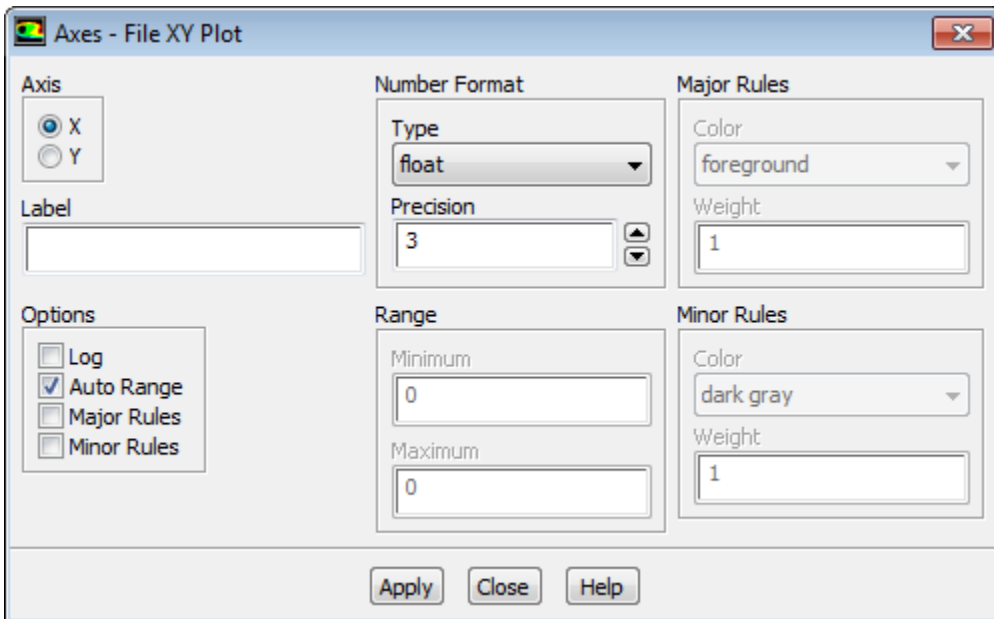 Axes - File XY Plot
Axis
X
Y
Label
Options
Log
Auto Range
Major Rules
Minor Rules
Number Format
Type
float
Precision
3
Range
Minimum
0
Maximum
0
Major Rules
Color
foreground
Weight
1
Minor Rules
Color
dark gray
Weight
1
Apply
Close
Help